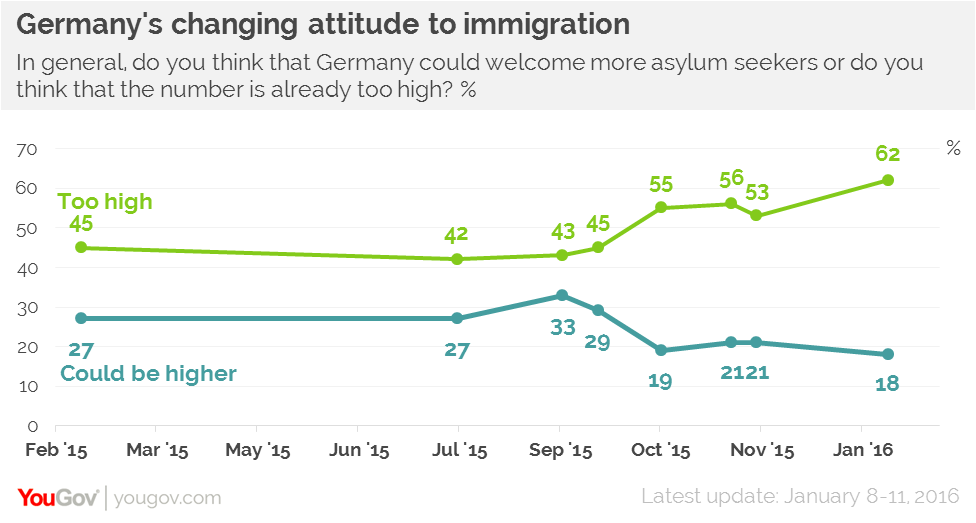 Germany's changing attitude to immigration
In general, do you think that Germany could welcome more asylum seekers or do you
think that the number is already too high? %
70
%
60
50
40
30
20
10
0
Too high
45
42
43
45
55
56
53
62
27
27
33
29
19
21
21
18
Could be higher
Feb '15
Mar '15
May '15
Jun '15
Jul '15
Sep '15
Oct '15
Nov '15
Jan '16
YouGov | yougov.com
Latest update: January 8-11, 2016